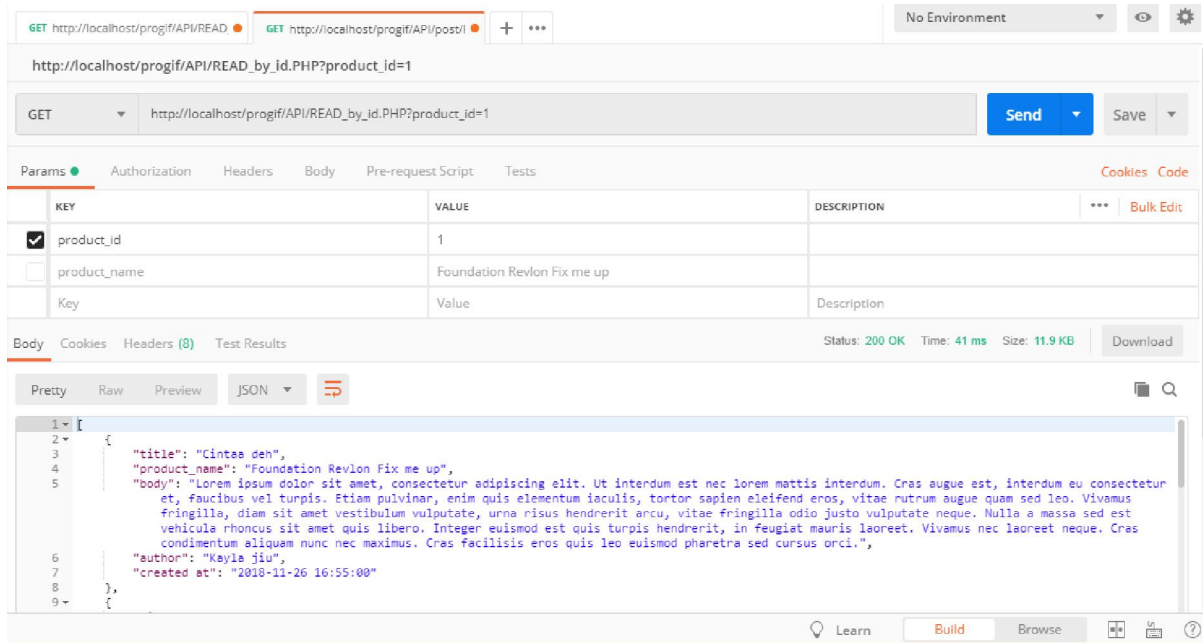 GET http://localhost/progif/API/READ_ GET http://localhost/progif/API/post/ No Environment
http://localhost/progif/API/READ_by_id.PHP?product_id=1
GET http://localhost/progif/API/READ_by_id.PHP?product_id=1 Send Save
Params Authorization Headers Body Pre-request Script Tests Cookies Code
KEY VALUE DESCRIPTION Bulk Edit
product_id 1
product_name Foundation Revlon Fix me up
Key Value Description
Body Cookies Headers (8) Test Results Status: 200 OK Time: 41 ms Size: 11.9 KB Download
Pretty Raw Preview JSON
1 [
2 {
3 "title": "Cintaa deh",
4 "product_name": "Foundation Revlon Fix me up",
5 "body": "Lorem ipsum dolor sit amet, consectetur adipiscing elit. Ut interdum est nec lorem mattis interdum. Cras augue est, interdum eu consectetur
et, faucibus vel turpis. Etiam pulvinar, enim quis elementum iaculis, tortor sapien eleifend eros, vitae rutrum augue quam sed leo. Vivamus
fringilla, diam sit amet vestibulum vulputate, urna risus hendrerit arcu, vitae fringilla odio justo vulputate neque. Nulla a massa sed est
vehicula rhoncus sit amet quis libero. Integer euismod est quis turpis hendrerit, in feugiat mauris laoreet. Vivamus nec laoreet neque. Cras
condimentum aliquam nunc nec maximus. Cras facilisis eros quis leo euismod pharetra sed cursus orci.",
6 "author": "Kayla jiu",
7 "created at": "2018-11-26 16:55:00"
8 },
9 {
Learn Build Browse